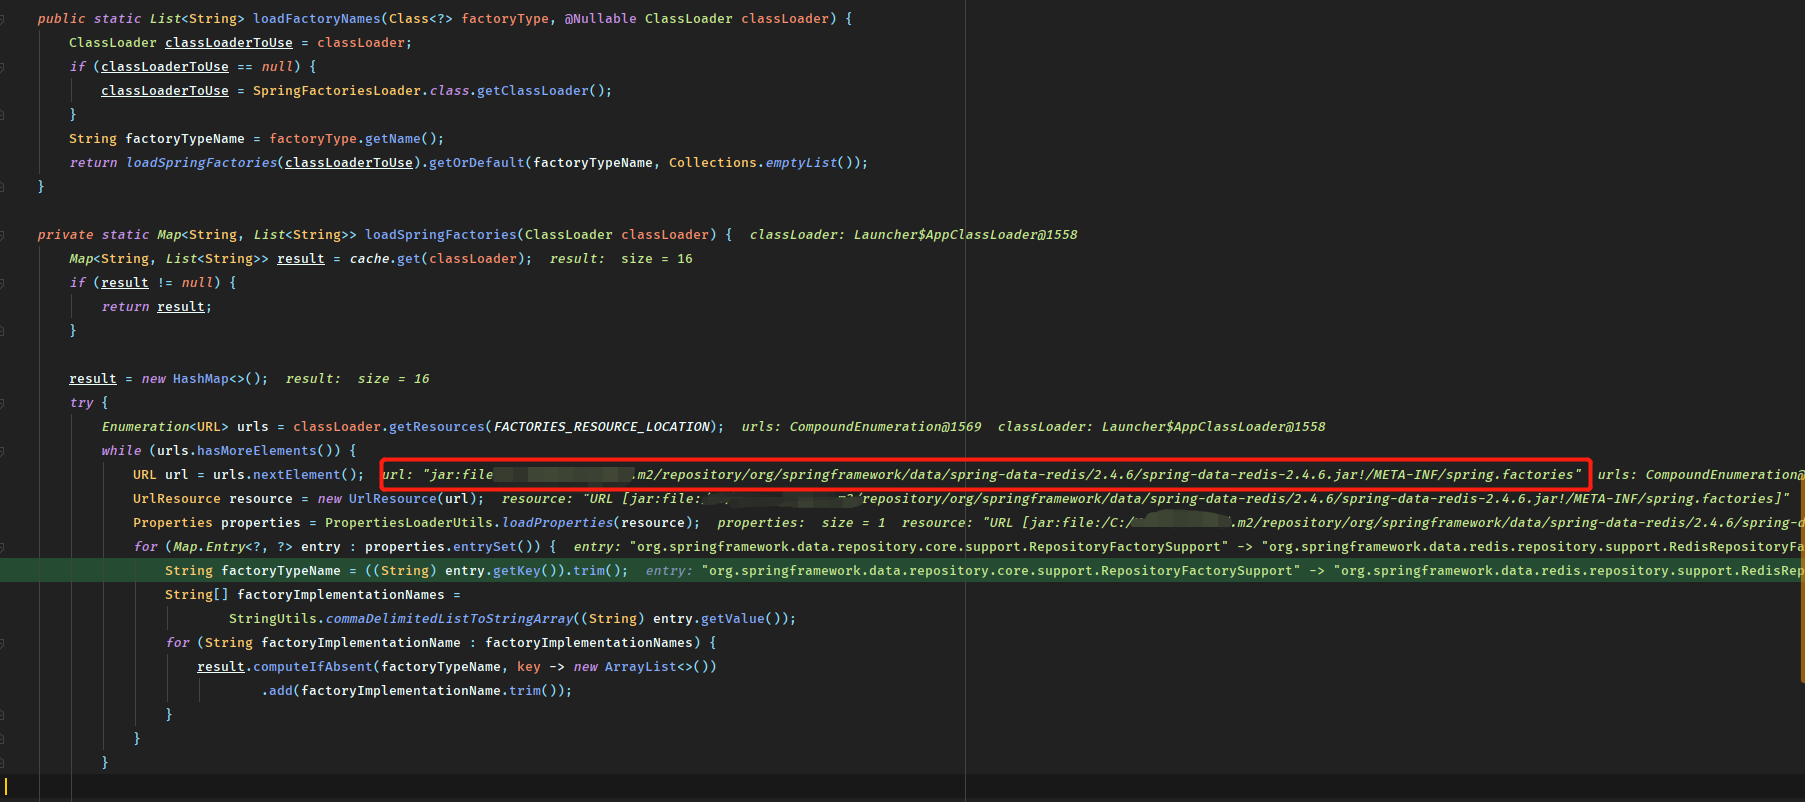 public static List<String> loadFactoryNames(Class<?> factoryType, @Nullable ClassLoader classLoader) {
ClassLoader classLoaderToUse = classLoader;
if (classLoaderToUse == null) {
classLoaderToUse = SpringFactoriesLoader.class.getClassLoader();
}
String factoryTypeName = factoryType.getName();
return loadSpringFactories(classLoaderToUse).getOrDefault(factoryTypeName, Collections.emptyList());
}
private static Map<String, List<String>> loadSpringFactories(ClassLoader classLoader) { classLoader: Launcher$AppClassLoader@1558
Map<String, List<String>> result = cache.get(classLoader); result: size = 16
if (result != null) {
return result;
}
result = new HashMap<>(); result: size = 16
try {
Enumeration<URL> urls = classLoader.getResources(FACTORIES_RESOURCE_LOCATION); urls: CompoundEnumeration@1569 classLoader: Launcher$AppClassLoader@1558
while (urls.hasMoreElements()) {
URL url = urls.nextElement(); url: "jar:file .m2/repository/org/springframework/data/spring-data-redis/2.4.6/spring-data-redis-2.4.6.jar!/META-INF/spring.factories" urls: CompoundEnumeration@
UrlResource resource = new UrlResource(url); resource: "URL [jar:file: m2/repository/org/springframework/data/spring-data-redis/2.4.6/spring-data-redis-2.4.6.jar!/META-INF/spring.factories]"
Properties properties = PropertiesLoaderUtils.loadProperties(resource); properties: size = 1 resource: "URL [jar:file:/C:/ .m2/repository/org/springframework/data/spring-data-redis/2.4.6/spring-d
for (Map.Entry<?, ?> entry : properties.entrySet()) { entry: "org.springframework.data.repository.core.support.RepositoryFactorySupport" -> "org.springframework.data.redis.repository.support.RedisRepositoryFa
String factoryTypeName = ((String) entry.getKey()).trim(); entry: "org.springframework.data.repository.core.support.RepositoryFactorySupport" -> "org.springframework.data.redis.repository.support.RedisRep
String[] factoryImplementationNames =
StringUtils.commaDelimitedListToStringArray((String) entry.getValue());
for (String factoryImplementationName : factoryImplementationNames) {
result.computeIfAbsent(factoryTypeName, key -> new ArrayList<>())
.add(factoryImplementationName.trim());
}
}
}